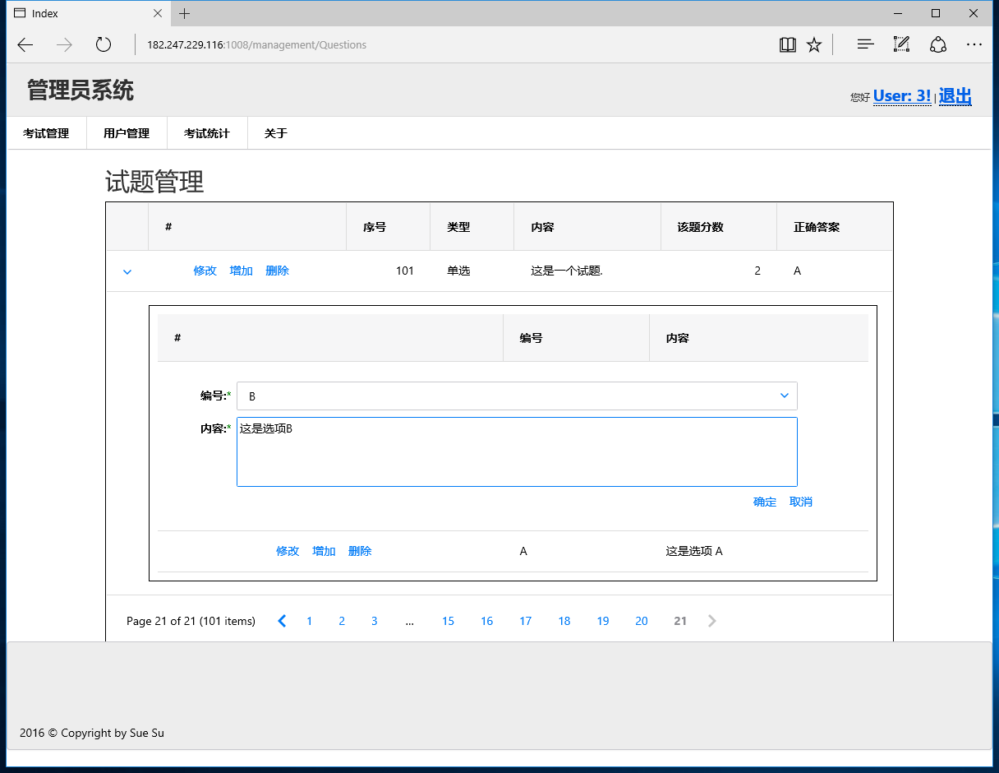 Index
182.247.229.116:1008/management/Questions
管理员系统
您好 User: 3! | 退出
考试管理 用户管理 考试统计 关于
试题管理
# 序号 类型 内容 该题分数 正确答案
修改 增加 删除 101 单选 这是一个试题. 2 A
# 编号 内容
编号:* B
内容:* 这是选项B
确定 取消
修改 增加 删除 A 这是选项 A
Page 21 of 21 (101 items) 1 2 3 ... 15 16 17 18 19 20 21
2016 © Copyright by Sue Su